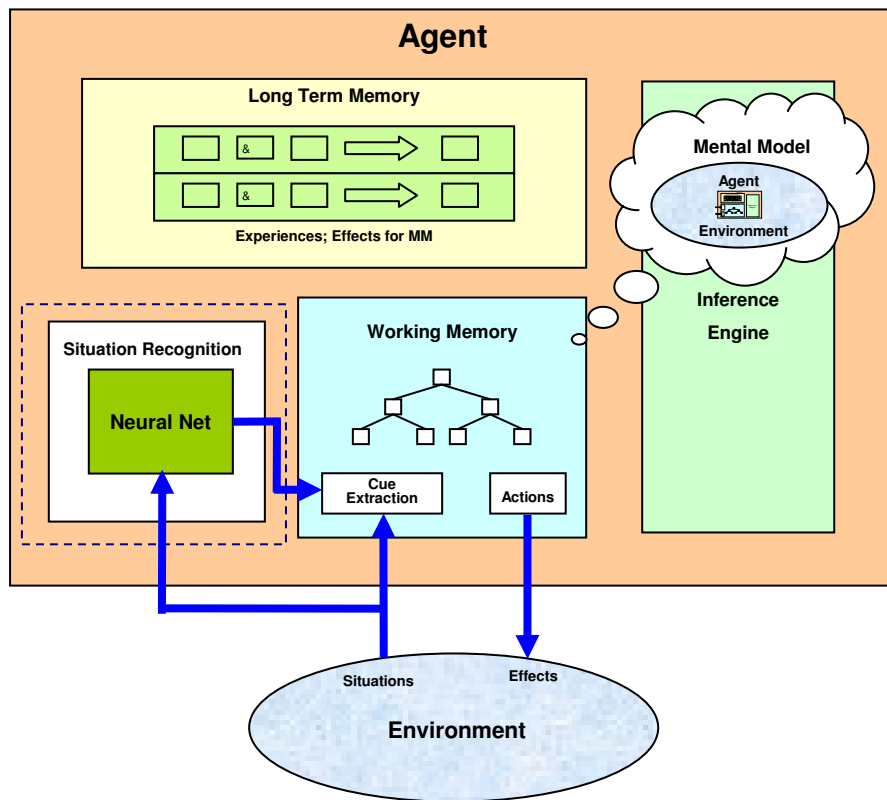 Agent
Long Term Memory
&
&
Experiences; Effects for MM
Mental Model
Agent
Environment
Inference
Engine
Situation Recognition
Neural Net
Working Memory
Cue
Extraction
Actions
Situations
Effects
Environment